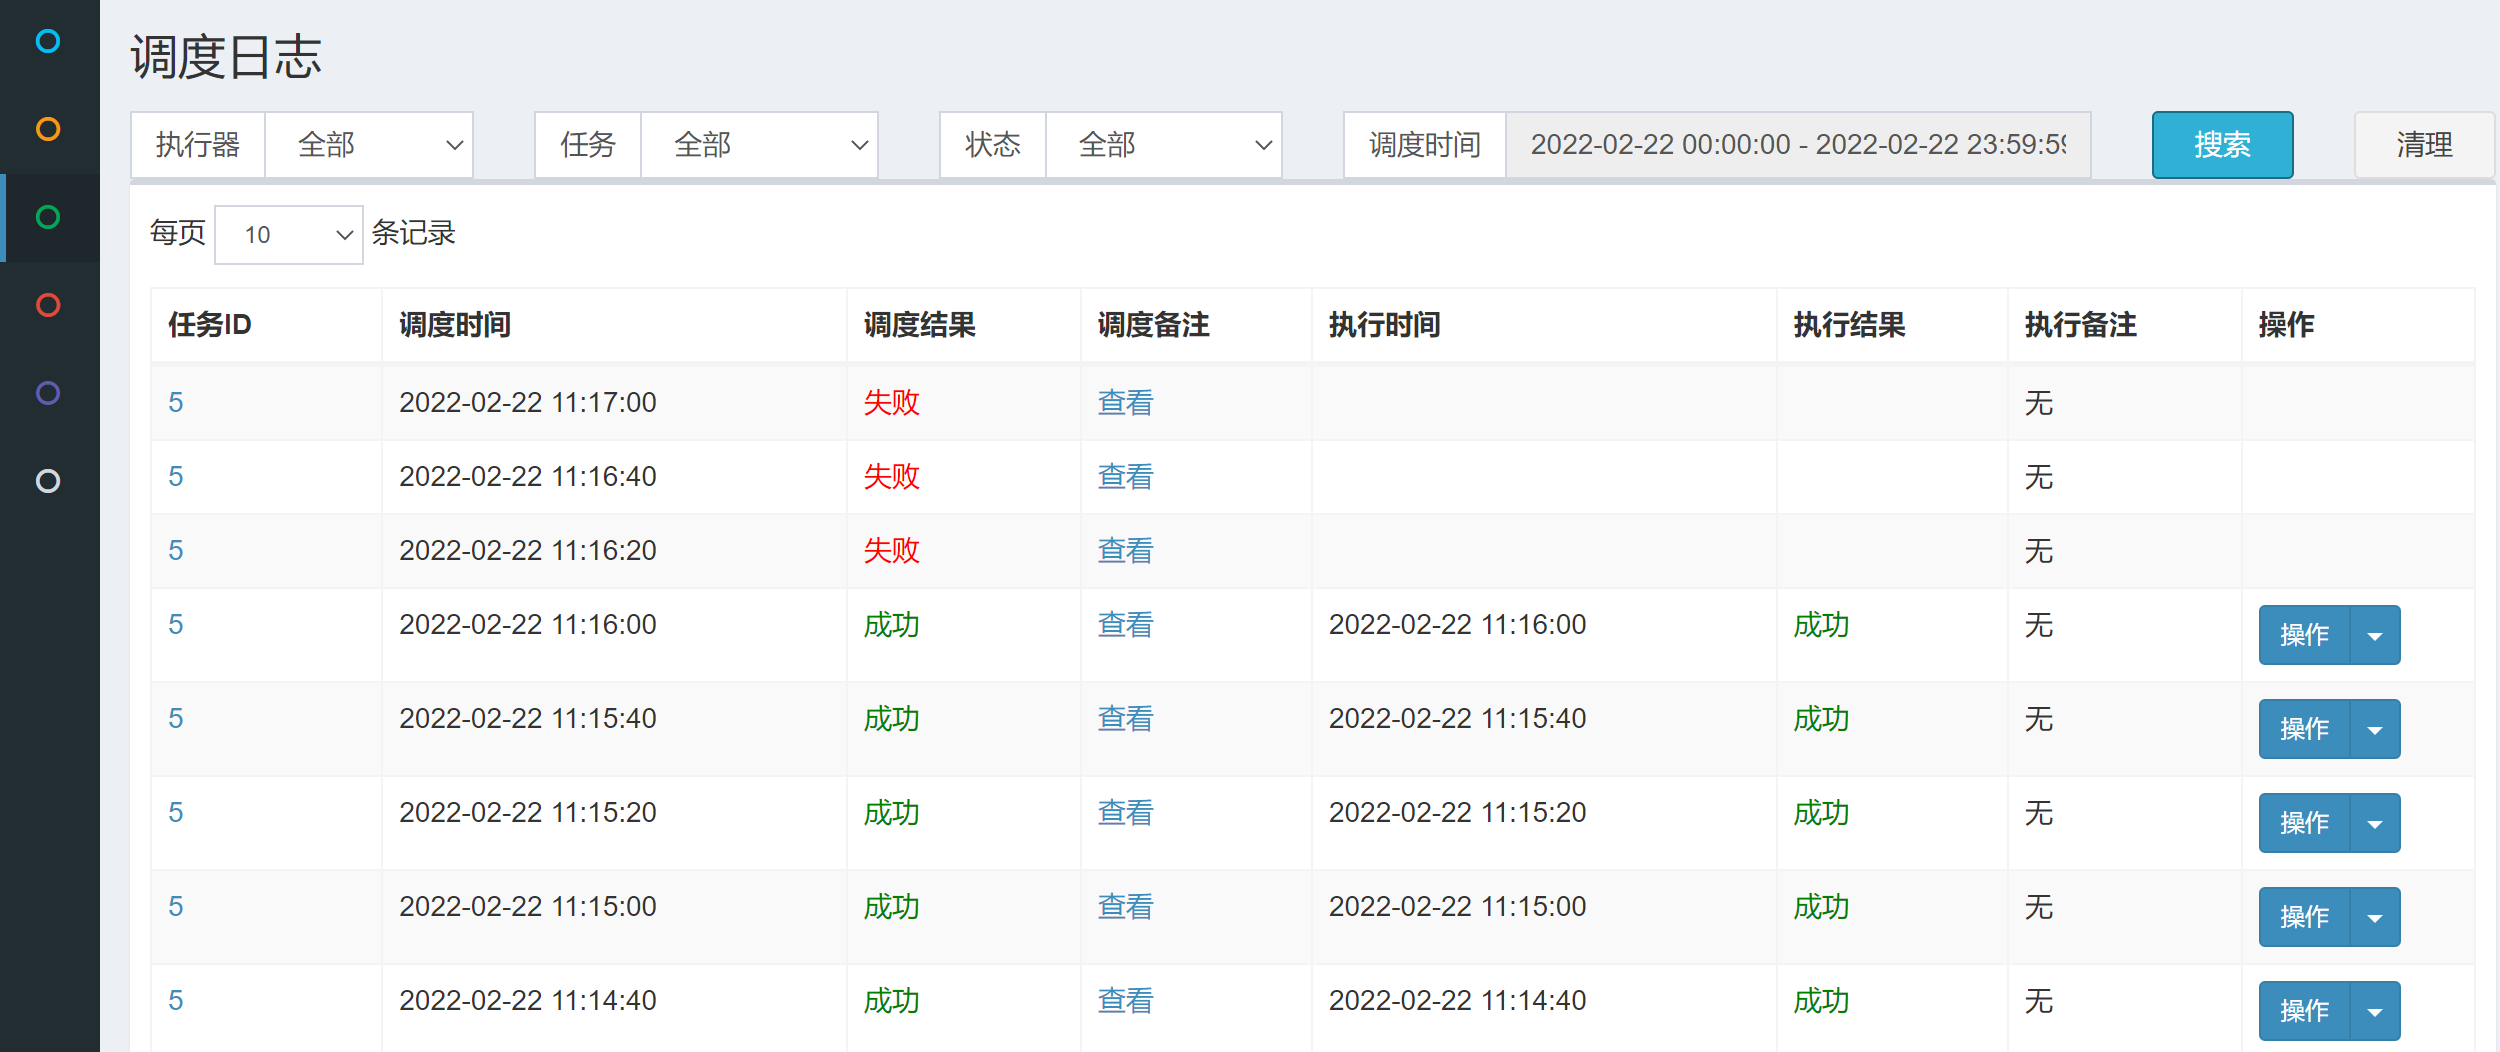 调度日志
执行器 全部 任务 全部 状态 全部 调度时间 2022-02-22 00:00:00 - 2022-02-22 23:59:59 搜索 清理
每页 10 条记录
任务ID 调度时间 调度结果 调度备注 执行时间 执行结果 执行备注 操作
5 2022-02-22 11:17:00 失败 查看 无
5 2022-02-22 11:16:40 失败 查看 无
5 2022-02-22 11:16:20 失败 查看 无
5 2022-02-22 11:16:00 成功 查看 2022-02-22 11:16:00 成功 无 操作
5 2022-02-22 11:15:40 成功 查看 2022-02-22 11:15:40 成功 无 操作
5 2022-02-22 11:15:20 成功 查看 2022-02-22 11:15:20 成功 无 操作
5 2022-02-22 11:15:00 成功 查看 2022-02-22 11:15:00 成功 无 操作
5 2022-02-22 11:14:40 成功 查看 2022-02-22 11:14:40 成功 无 操作